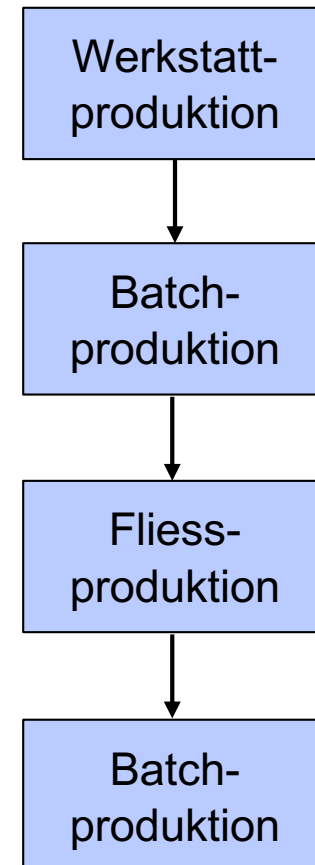 Werkstatt-
produktion
Batch-
produktion
Fliess-
produktion
Batch-
produktion